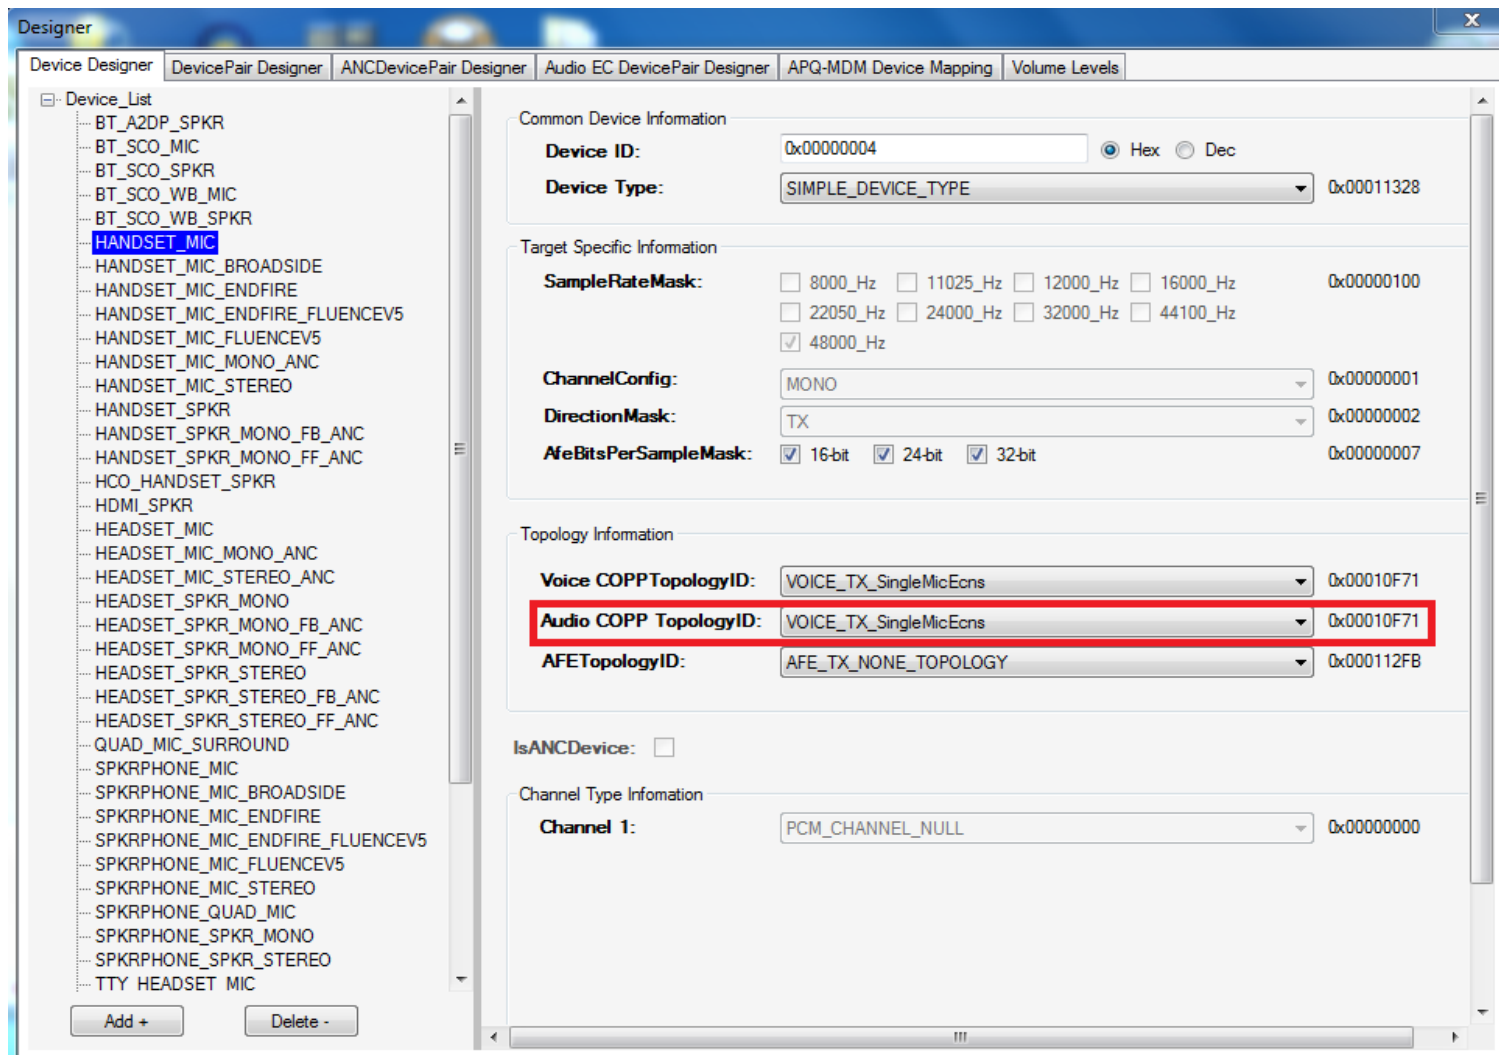 Designer
X
Device Designer
DevicePair Designer
ANCDevicePair Designer
Audio EC DevicePair Designer
APQ-MDM Device Mapping
Volume Levels
Device_List
BT_A2DP_SPKR
BT_SCO_MIC
BT_SCO_SPKR
BT_SCO_WB_MIC
BT_SCO_WB_SPKR
HANDSET_MIC
HANDSET_MIC_BROADSIDE
HANDSET_MIC_ENDFIRE
HANDSET_MIC_ENDFIRE_FLUENCEV5
HANDSET_MIC_FLUENCEV5
HANDSET_MIC_MONO_ANC
HANDSET_MIC_STEREO
HANDSET_SPKR
HANDSET_SPKR_MONO_FB_ANC
HANDSET_SPKR_MONO_FF_ANC
HCO_HANDSET_SPKR
HDMI_SPKR
HEADSET_MIC
HEADSET_MIC_MONO_ANC
HEADSET_MIC_STEREO_ANC
HEADSET_SPKR_MONO
HEADSET_SPKR_MONO_FB_ANC
HEADSET_SPKR_MONO_FF_ANC
HEADSET_SPKR_STEREO
HEADSET_SPKR_STEREO_FB_ANC
HEADSET_SPKR_STEREO_FF_ANC
QUAD_MIC_SURROUND
SPKRPHONE_MIC
SPKRPHONE_MIC_BROADSIDE
SPKRPHONE_MIC_ENDFIRE
SPKRPHONE_MIC_ENDFIRE_FLUENCEV5
SPKRPHONE_MIC_FLUENCEV5
SPKRPHONE_MIC_STEREO
SPKRPHONE_QUAD_MIC
SPKRPHONE_SPKR_MONO
SPKRPHONE_SPKR_STEREO
TTY_HEADSET_MIC
Add +
Delete -
Common Device Information
Device ID: 0x00000004 Hex Dec
Device Type: SIMPLE_DEVICE_TYPE 0x00011328
Target Specific Information
SampleRateMask: 8000_Hz 11025_Hz 12000_Hz 16000_Hz 0x00000100
22050_Hz 24000_Hz 32000_Hz 44100_Hz
48000_Hz
ChannelConfig: MONO 0x00000001
DirectionMask: TX 0x00000002
AfeBitsPerSampleMask: 16-bit 24-bit 32-bit 0x00000007
Topology Information
Voice COPPTopologyID: VOICE_TX_SingleMicEcns 0x00010F71
Audio COPP TopologyID: VOICE_TX_SingleMicEcns 0x00010F71
AFETopologyID: AFE_TX_NONE_TOPOLOGY 0x000112FB
IsANCDevice:
Channel Type Infomation
Channel 1: PCM_CHANNEL_NULL 0x00000000